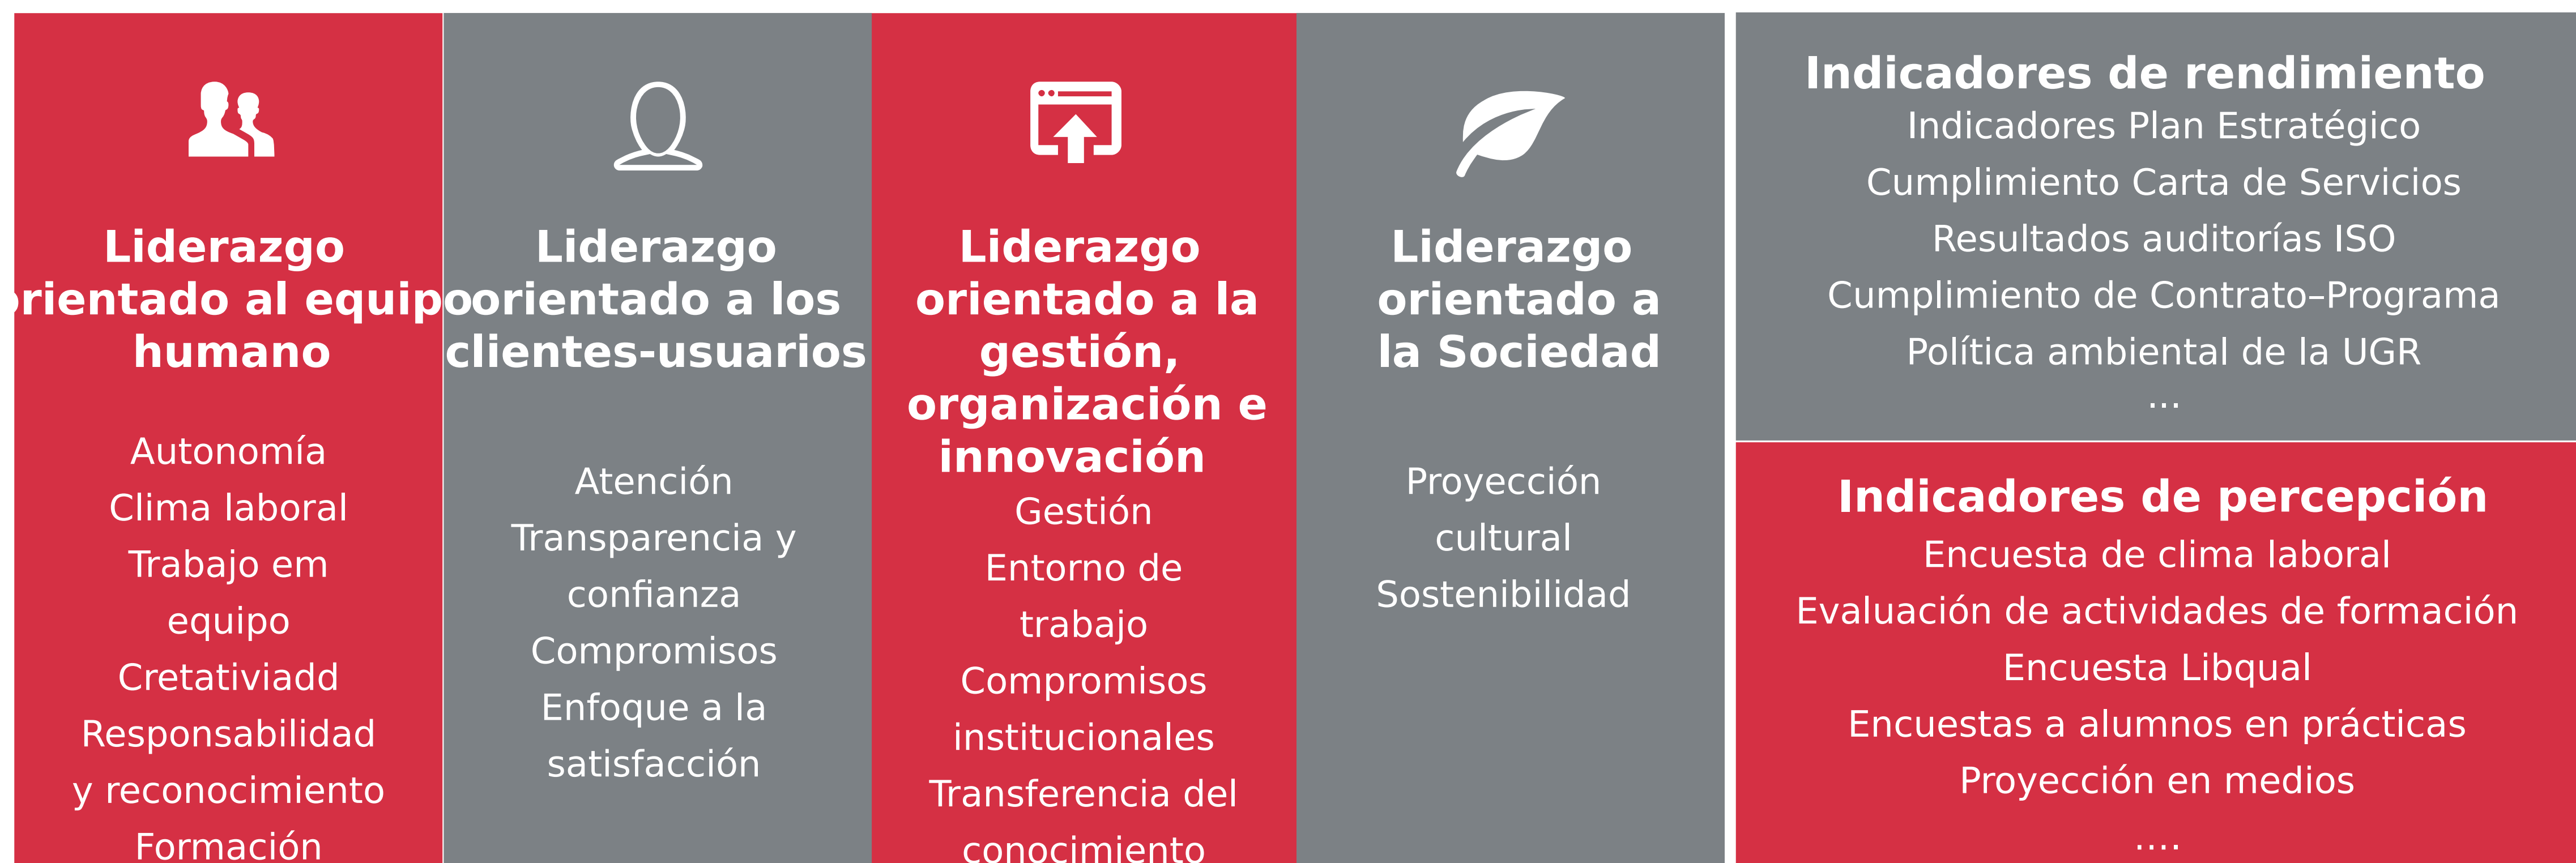 Liderazgo
orientado al equipo
humano
Autonomía
Clima laboral
Trabajo em
equipo
Cretativiadd
Responsabilidad
y reconocimiento
Formación
Liderazgo
orientado a los
clientes-usuarios
Atención
Transparencia y
confianza
Compromisos
Enfoque a la
satisfacción
Liderazgo
orientado a la
gestión,
organización e
innovación
Gestión
Entorno de
trabajo
Compromisos
institucionales
Transferencia del
conocimiento
Liderazgo
orientado a
la Sociedad
Proyección
cultural
Sostenibilidad
Indicadores de rendimiento
Indicadores Plan Estratégico
Cumplimiento Carta de Servicios
Resultados auditorías ISO
Cumplimiento de Contrato–Programa
Política ambiental de la UGR
...
Indicadores de percepción
Encuesta de clima laboral
Evaluación de actividades de formación
Encuesta Libqual
Encuestas a alumnos en prácticas
Proyección en medios
....